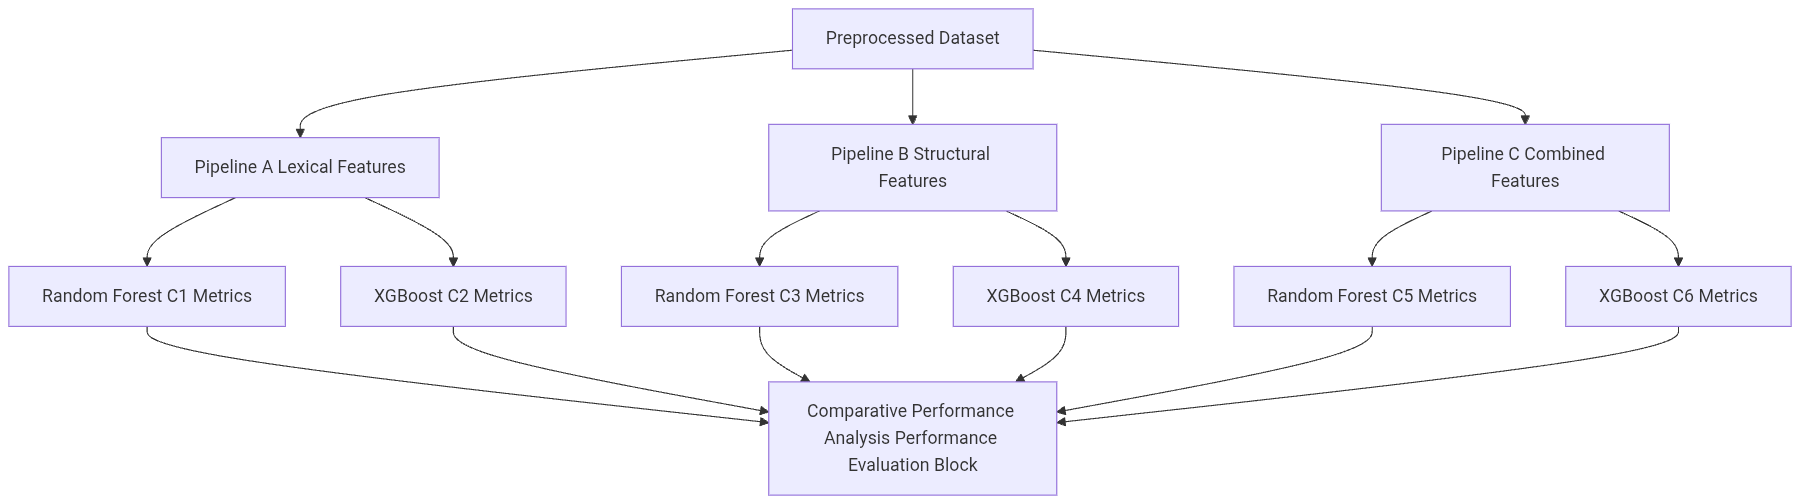 Preprocessed Dataset
Pipeline A Lexical Features
Pipeline B Structural
Features
Pipeline C Combined
Features
Random Forest C1 Metrics
XGBoost C2 Metrics
Random Forest C3 Metrics
XGBoost C4 Metrics
Random Forest C5 Metrics
XGBoost C6 Metrics
Comparative Performance
Analysis Performance
Evaluation Block